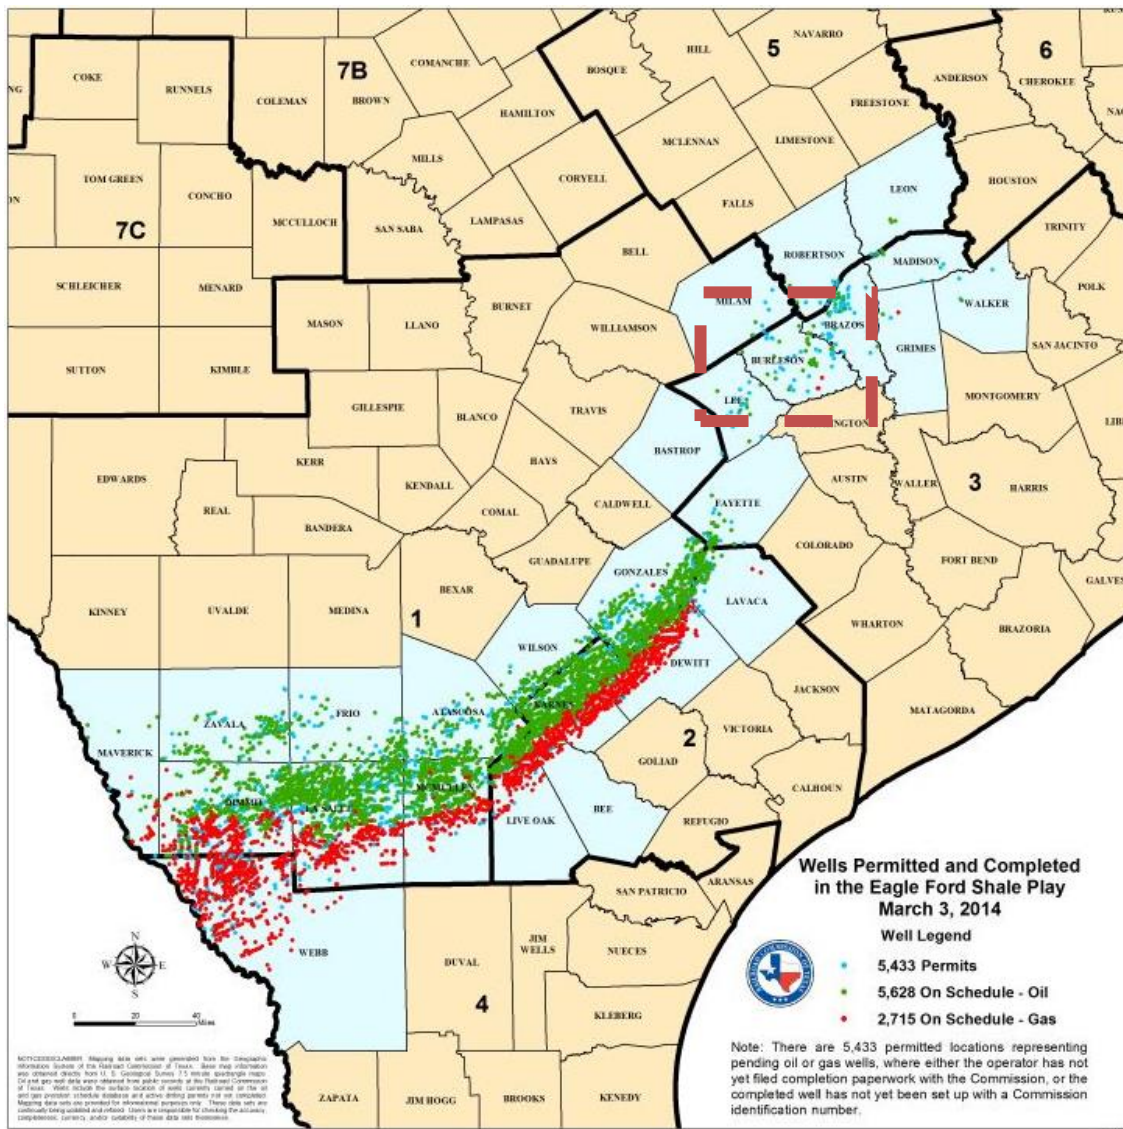 HILL
NAVARRO
5
6
BOSQUE
ANDERSON
CHEROKEE
COKE
RUNNELS
COLEMAN
7B
BROWN
COMANCHE
HAMILTON
FREESTONE
MCLENNAN
LIMESTONE
MILLS
CORYELL
TOM GREEN
CONCHO
MCCULLOCH
SAN SABA
LAMPASAS
FALLS
LEON
HOUSTON
TRINITY
7C
BELL
ROBERTSON
MADISON
POLK
SCHLEICHER
MENARD
MASON
LLANO
BURNET
MILAM
WALKER
WILLIAMSON
BRAZOS
SAN JACINTO
SUTTON
KIMBLE
BURLESON
GRIMES
GILLESPIE
BLANCO
TRAVIS
LEE
MONTGOMERY
NGTON
BASTROP
EDWARDS
KERR
HAYS
KENDALL
AUSTIN
WALLER
3
HARRIS
REAL
BANDERA
COMAL
CALDWELL
FAYETTE
COLORADO
FORT BEND
GUADALUPE
GONZALES
KINNEY
UVALDE
MEDINA
BEXAR
1
LAVACA
WHARTON
BRAZORIA
WILSON
DEWITT
JACKSON
MATAGORDA
ZAVALA
FRIO
ATASCOSA
KARNES
VICTORIA
MAVERICK
2
GOLIAD
CALHOUN
DIMMIT
LA SALLE
MCMULLEN
LIVE OAK
BEE
REFUGIO
ARANSAS
SAN PATRICIO
WEBB
DUVAL
JIM
WELLS
NUECES
4
KLEBERG
ZAPATA
JIM HOGG
BROOKS
KENEDY
Wells Permitted and Completed
in the Eagle Ford Shale Play
March 3, 2014
Well Legend
5,433 Permits
5,628 On Schedule - Oil
2,715 On Schedule - Gas
Note: There are 5,433 permitted locations representing
pending oil or gas wells, where either the operator has not
yet filed completion paperwork with the Commission, or the
completed well has not yet been set up with a Commission
identification number.
N
W E
S
0 20 40
Miles